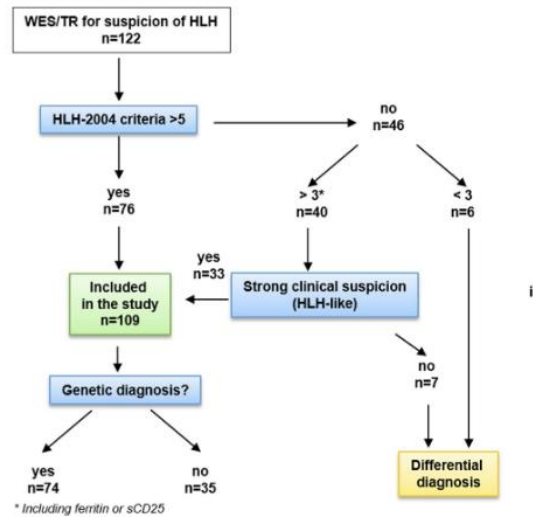 WES/TR for suspicion of HLH
n=122
HLH-2004 criteria >5
no
n=46
yes
n=76
> 3*
n=40
< 3
n=6
yes
n=33
Included
in the study
n=109
Strong clinical suspicion
(HLH-like)
i
no
n=7
Genetic diagnosis?
Differential
diagnosis
yes
n=74
no
n=35
* Including ferritin or sCD25